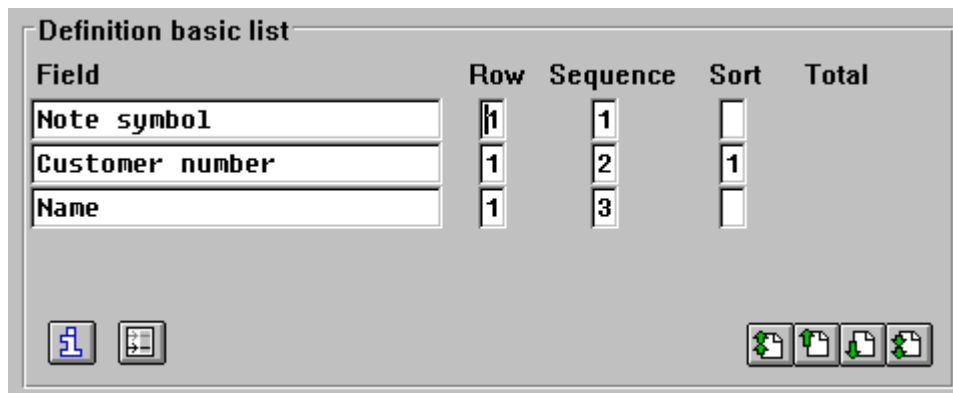 Definition basic list
Field Row Sequence Sort Total
Note symbol 1 1
Customer number 1 2 1
Name 1 3
i